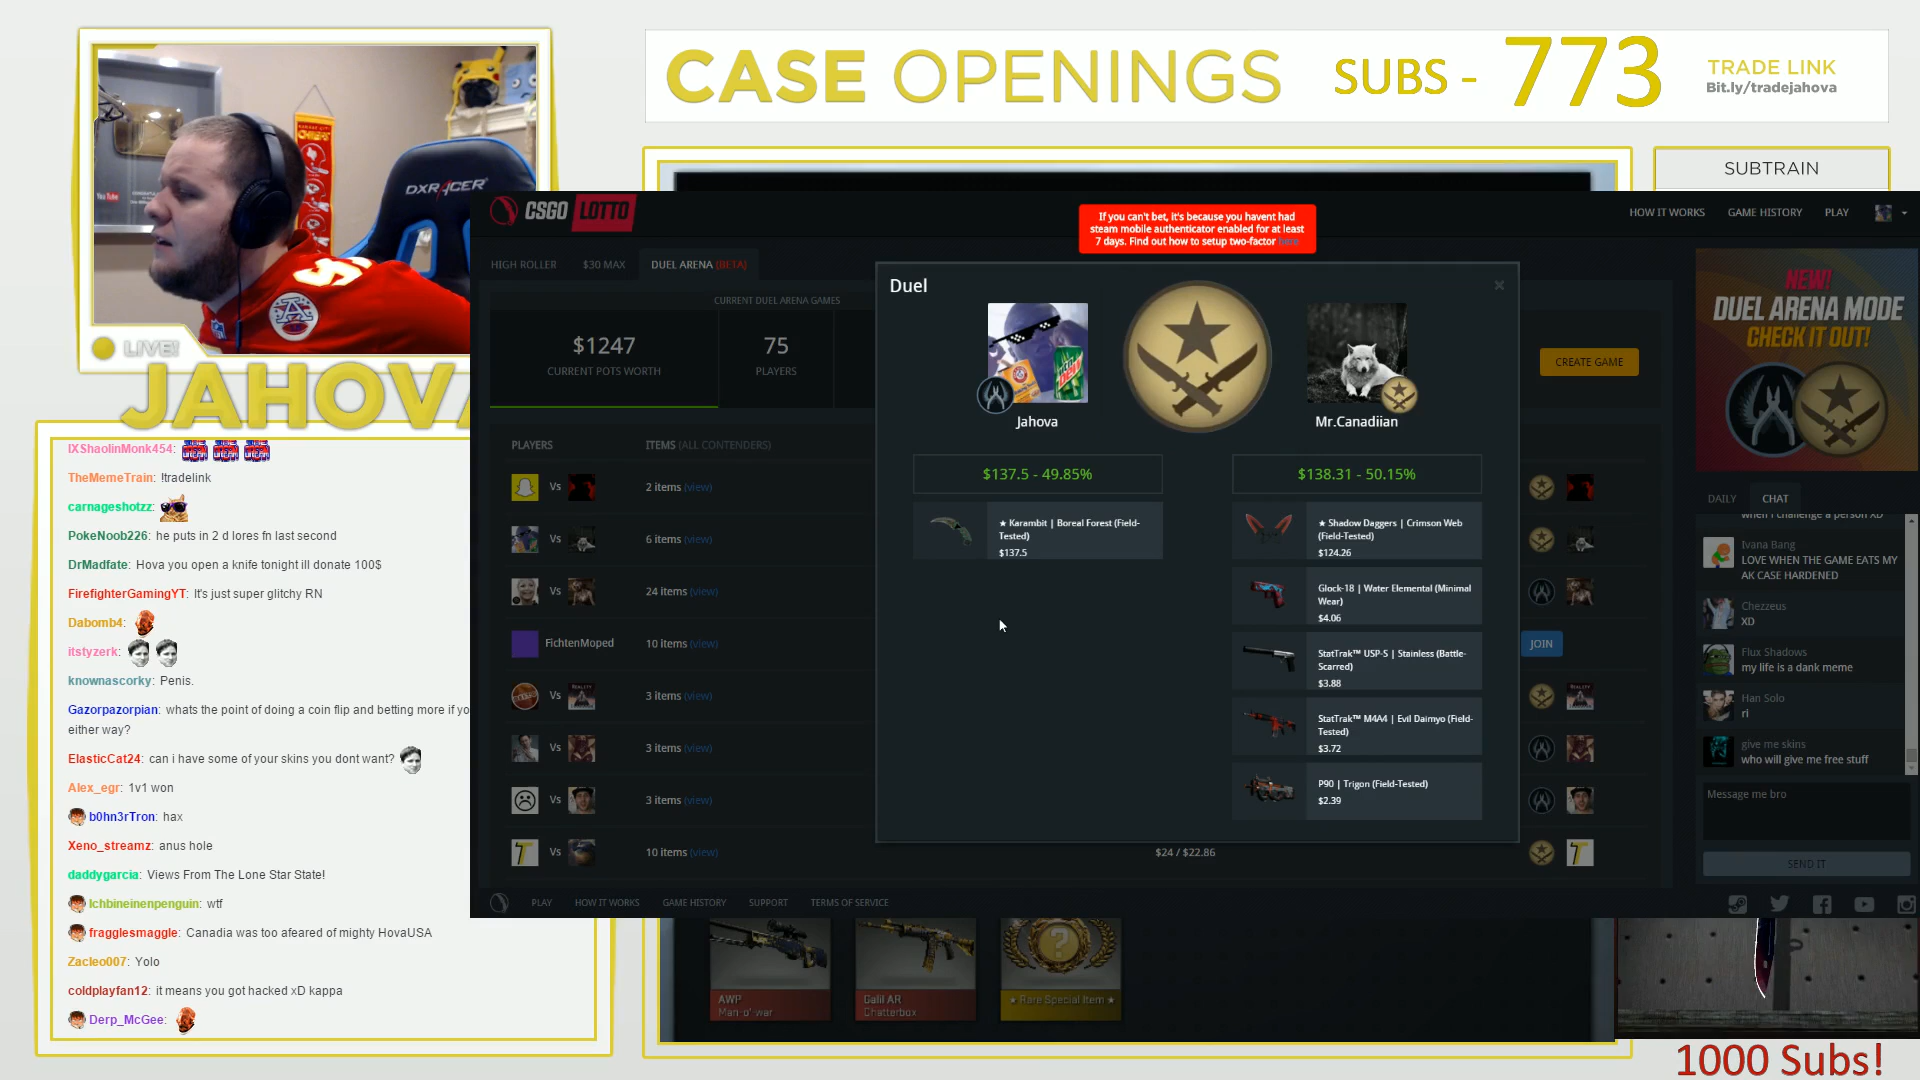 CASE OPENINGS
SUBS - 773
TRADE LINK
Bit.ly/tradejahova
SUBTRAIN
DXRACER
LIVE!
JAHOVA
CSGO LOTTO
If you can't bet, it's because you havent had
steam mobile authenticator enabled for at least
7 days. Find out how to setup two-factor here
HOW IT WORKS
GAME HISTORY
PLAY
HIGH ROLLER
$30 MAX
DUEL ARENA (BETA)
CURRENT DUEL ARENA GAMES
$1247
CURRENT POTS WORTH
75
PLAYERS
CREATE GAME
PLAYERS
ITEMS (ALL CONTENDERS)
Vs
2 items (view)
Vs
6 items (view)
Vs
24 items (view)
FichtenMoped
10 items (view)
JOIN
Vs
3 items (view)
Vs
3 items (view)
Vs
3 items (view)
Vs
10 items (view)
$24 / $22.86
Duel
Jahova
Mr.Canadiian
$137.5 - 49.85%
$138.31 - 50.15%
★ Karambit | Boreal Forest (Field-
Tested)
$137.5
★ Shadow Daggers | Crimson Web
(Field-Tested)
$124.26
Glock-18 | Water Elemental (Minimal
Wear)
$4.06
StatTrak™ USP-S | Stainless (Battle-
Scarred)
$3.88
StatTrak™ M4A4 | Evil Daimyo (Field-
Tested)
$3.72
P90 | Trigon (Field-Tested)
$2.39
NEW!
DUEL ARENA MODE
CHECK IT OUT!
DAILY
CHAT
when I challenge a person XD
Ivana Bang
LOVE WHEN THE GAME EATS MY
AK CASE HARDENED
Chezzeus
XD
Flux Shadows
my life is a dank meme
Han Solo
ri
give me skins
who will give me free stuff
Message me bro
SEND IT
PLAY
HOW IT WORKS
GAME HISTORY
SUPPORT
TERMS OF SERVICE
IXShaolinMonk454:
TheMemeTrain: !tradelink
carnageshotzz:
PokeNoob226: he puts in 2 d lores fn last second
DrMadfate: Hova you open a knife tonight ill donate 100$
FirefighterGamingYT: It's just super glitchy RN
Dabomb4:
itstyzerk:
knownascorky: Penis.
Gazorpazorpian: whats the point of doing a coin flip and betting more if yo
either way?
ElasticCat24: can i have some of your skins you dont want?
Alex_egr: 1v1 won
b0hn3rTron: hax
Xeno_streamz: anus hole
daddygarcia: Views From The Lone Star State!
Ichbineinenpenguin: wtf
fragglesmaggle: Canadia was too afeared of mighty HovaUSA
Zacleo007: Yolo
coldplayfan12: it means you got hacked xD kappa
Derp_McGee:
AWP
Man-o'-war
Galil AR
Chatterbox
★ Rare Special Item ★
1000 Subs!